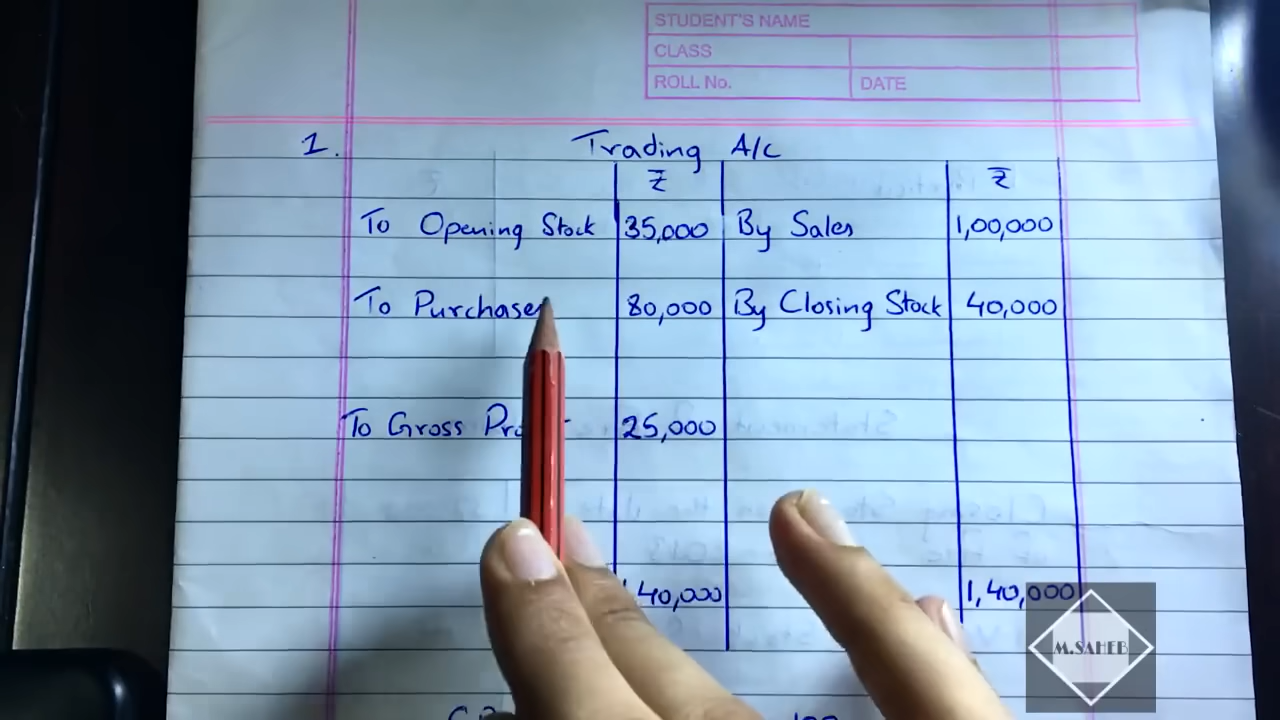 STUDENT'S NAME
CLASS
ROLL No. DATE
1. Trading A/C
₹ ₹
To Opening Stock 35,000 By Sales 1,00,000
To Purchases 80,000 By Closing Stock 40,000
To Gross 25,000
40,000 1,40,000
M.SAHEB